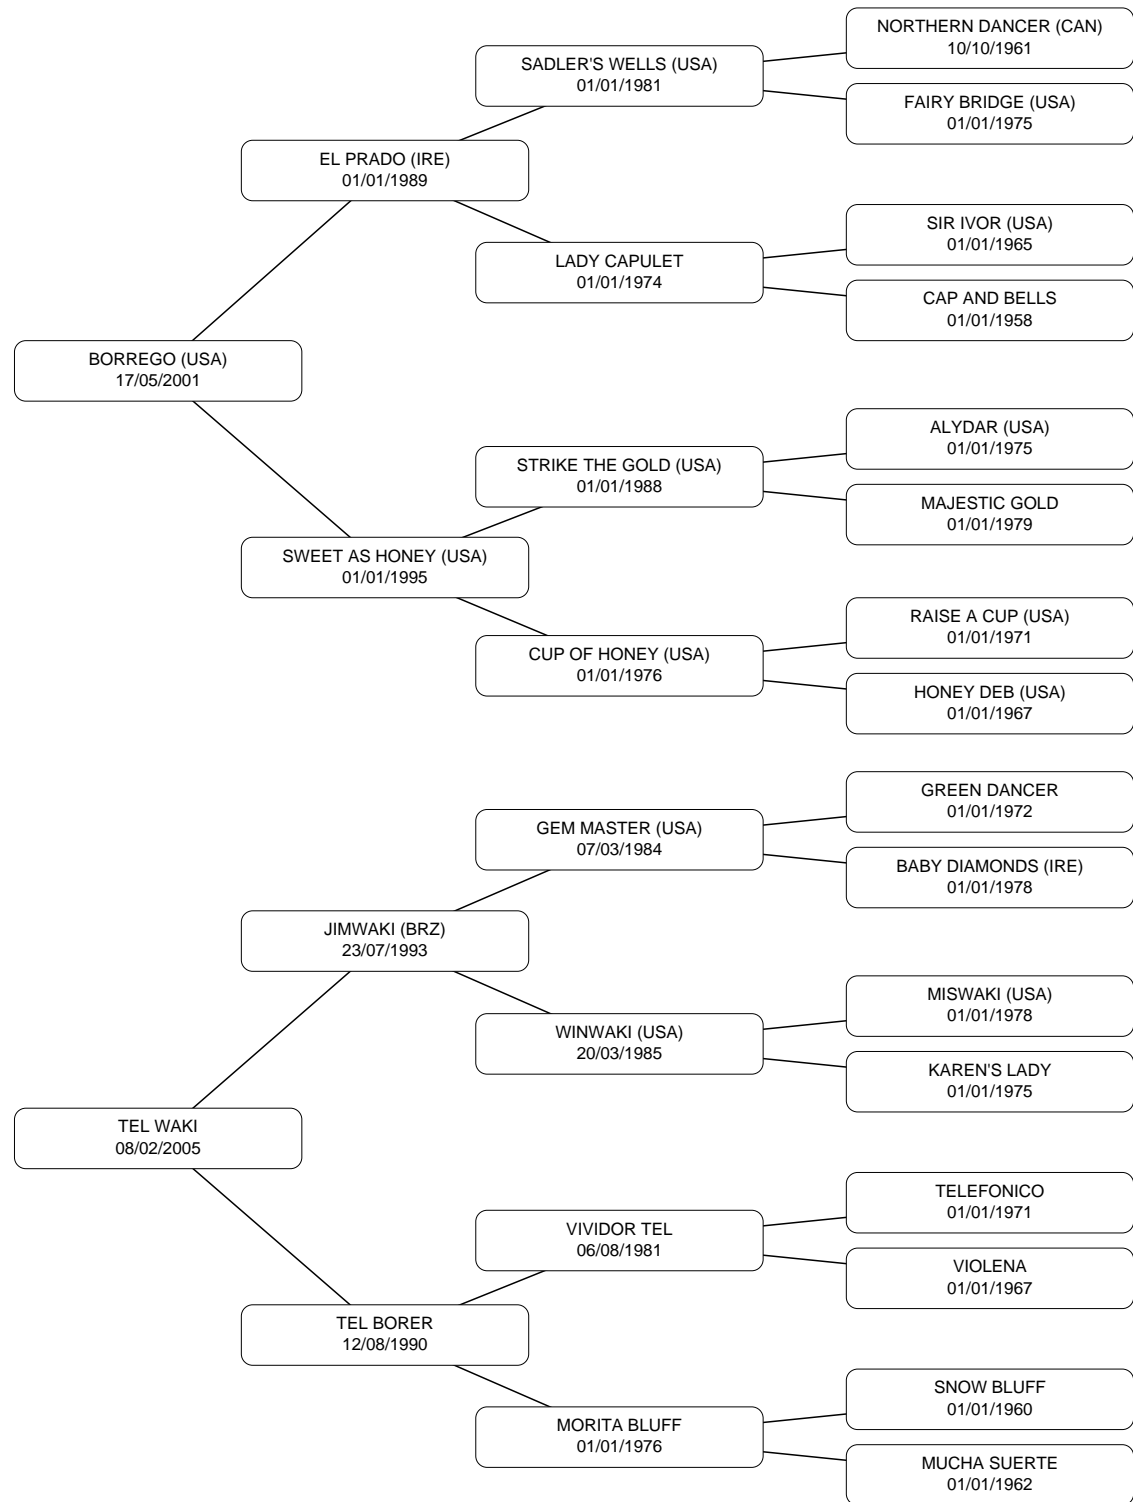 NORTHERN DANCER (CAN)
10/10/1961
SADLER'S WELLS (USA)
01/01/1981
FAIRY BRIDGE (USA)
01/01/1975
EL PRADO (IRE)
01/01/1989
SIR IVOR (USA)
01/01/1965
LADY CAPULET
01/01/1974
CAP AND BELLS
01/01/1958
BORREGO (USA)
17/05/2001
ALYDAR (USA)
01/01/1975
STRIKE THE GOLD (USA)
01/01/1988
MAJESTIC GOLD
01/01/1979
SWEET AS HONEY (USA)
01/01/1995
RAISE A CUP (USA)
01/01/1971
CUP OF HONEY (USA)
01/01/1976
HONEY DEB (USA)
01/01/1967
GREEN DANCER
01/01/1972
GEM MASTER (USA)
07/03/1984
BABY DIAMONDS (IRE)
01/01/1978
JIMWAKI (BRZ)
23/07/1993
MISWAKI (USA)
01/01/1978
WINWAKI (USA)
20/03/1985
KAREN'S LADY
01/01/1975
TEL WAKI
08/02/2005
TELEFONICO
01/01/1971
VIVIDOR TEL
06/08/1981
VIOLENA
01/01/1967
TEL BORER
12/08/1990
SNOW BLUFF
01/01/1960
MORITA BLUFF
01/01/1976
MUCHA SUERTE
01/01/1962